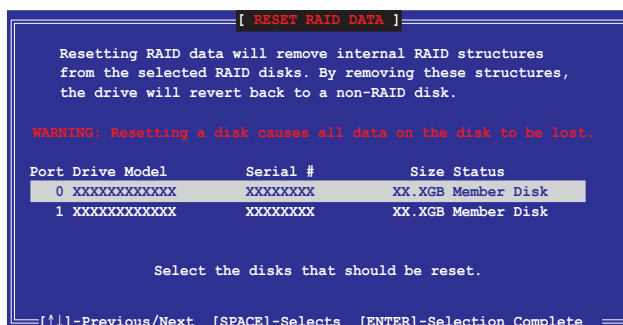 [ RESET RAID DATA ]
Resetting RAID data will remove internal RAID structures
from the selected RAID disks. By removing these structures,
the drive will revert back to a non-RAID disk.
WARNING: Resetting a disk causes all data on the disk to be lost.
Port Drive Model Serial # Size Status
0 XXXXXXXXXXXX XXXXXXXX XX.XGB Member Disk
1 XXXXXXXXXXXX XXXXXXXX XX.XGB Member Disk
Select the disks that should be reset.
[↑↓]-Previous/Next [SPACE]-Selects [ENTER]-Selection Complete